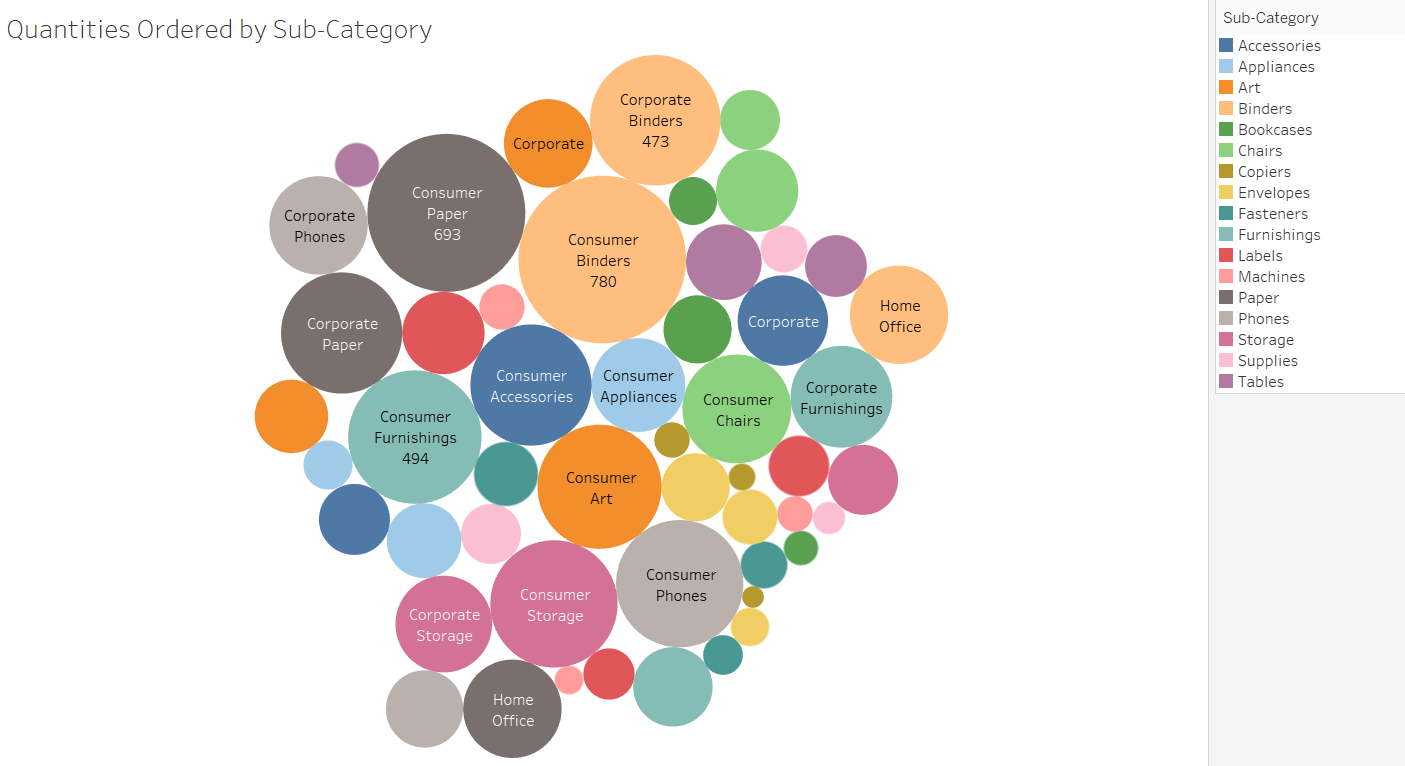 Quantities Ordered by Sub-Category
Corporate
Binders
473
Corporate
Consumer
Paper
693
Corporate
Phones
Consumer
Binders
780
Home
Office
Corporate
Corporate
Paper
Consumer
Accessories
Consumer
Appliances
Consumer
Chairs
Corporate
Furnishings
Consumer
Furnishings
494
Consumer
Art
Consumer
Phones
Consumer
Storage
Corporate
Storage
Home
Office
Sub-Category
Accessories
Appliances
Art
Binders
Bookcases
Chairs
Copiers
Envelopes
Fasteners
Furnishings
Labels
Machines
Paper
Phones
Storage
Supplies
Tables